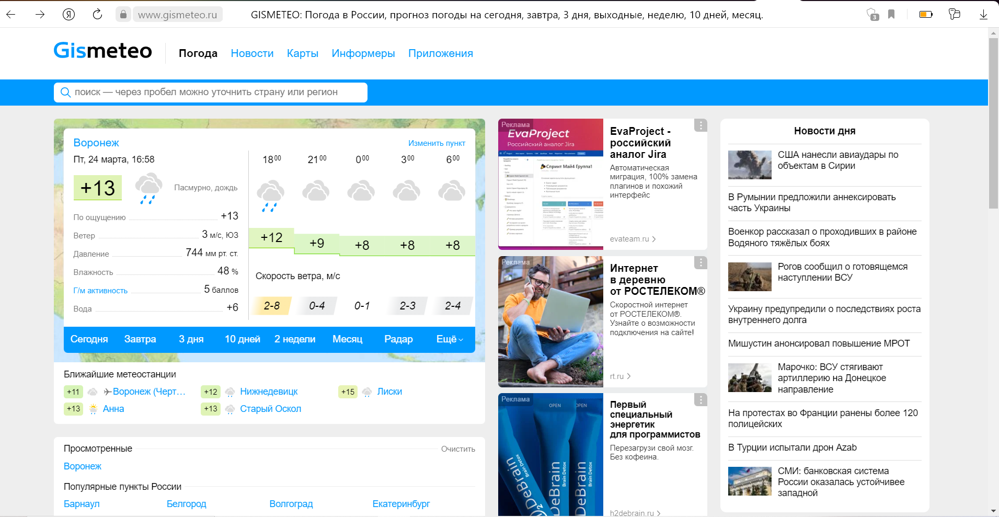 www.gismeteo.ru
GISMETEO: Погода в России, прогноз погоды на сегодня, завтра, 3 дня, выходные, неделю, 10 дней, месяц.
3
Gismeteo
Погода Новости Карты Информеры Приложения
поиск — через пробел можно уточнить страну или регион
Воронеж
Изменить пункт
Пт, 24 марта, 16:58
+13
Пасмурно, дождь
По ощущению +13
Ветер 3 м/с, ЮЗ
Давление 744 мм рт. ст.
Влажность 48 %
Г/м активность 5 баллов
Вода +6
18 00 21 00 0 00 3 00 6 00
+12 +9 +8 +8 +8
Скорость ветра, м/с
2-8 0-4 0-1 2-3 2-4
Сегодня Завтра 3 дня 10 дней 2 недели Месяц Радар Ещё
Ближайшие метеостанции
+11 Воронеж (Черт…
+12 Нижнедевицк
+15 Лиски
+13 Анна
+13 Старый Оскол
Просмотренные
Очистить
Воронеж
Популярные пункты России
Барнаул Белгород Волгоград Екатеринбург
Реклама
EvaProject
Российский аналог Jira
Спринт Май4 Группа1
EvaProject -
российский
аналог Jira
Автоматическая
миграция, 100% замена
плагинов и похожий
интерфейс
evateam.ru
Реклама
Интернет
в деревню
от РОСТЕЛЕКОМ®
Скоростной интернет
от РОСТЕЛЕКОМ®.
Узнайте о возможности
подключения на сайте!
rt.ru
Реклама
OPEN OPEN
DeBrain
Brain Detox
DeBrain
Brain Detox
DeBrain
Brain Detox
Первый
специальный
энергетик
для программистов
Перезагрузи свой мозг.
Без кофеина.
h2debrain.ru
Новости дня
США нанесли авиаудары по
объектам в Сирии
В Румынии предложили аннексировать
часть Украины
Военкор рассказал о проходивших в районе
Водяного тяжёлых боях
Рогов сообщил о готовящемся
наступлении ВСУ
Украину предупредили о последствиях роста
внутреннего долга
Мишустин анонсировал повышение МРОТ
Марочко: ВСУ стягивают
артиллерию на Донецкое
направление
На протестах во Франции ранены более 120
полицейских
В Турции испытали дрон Azab
СМИ: банковская система
России оказалась устойчивее
западной